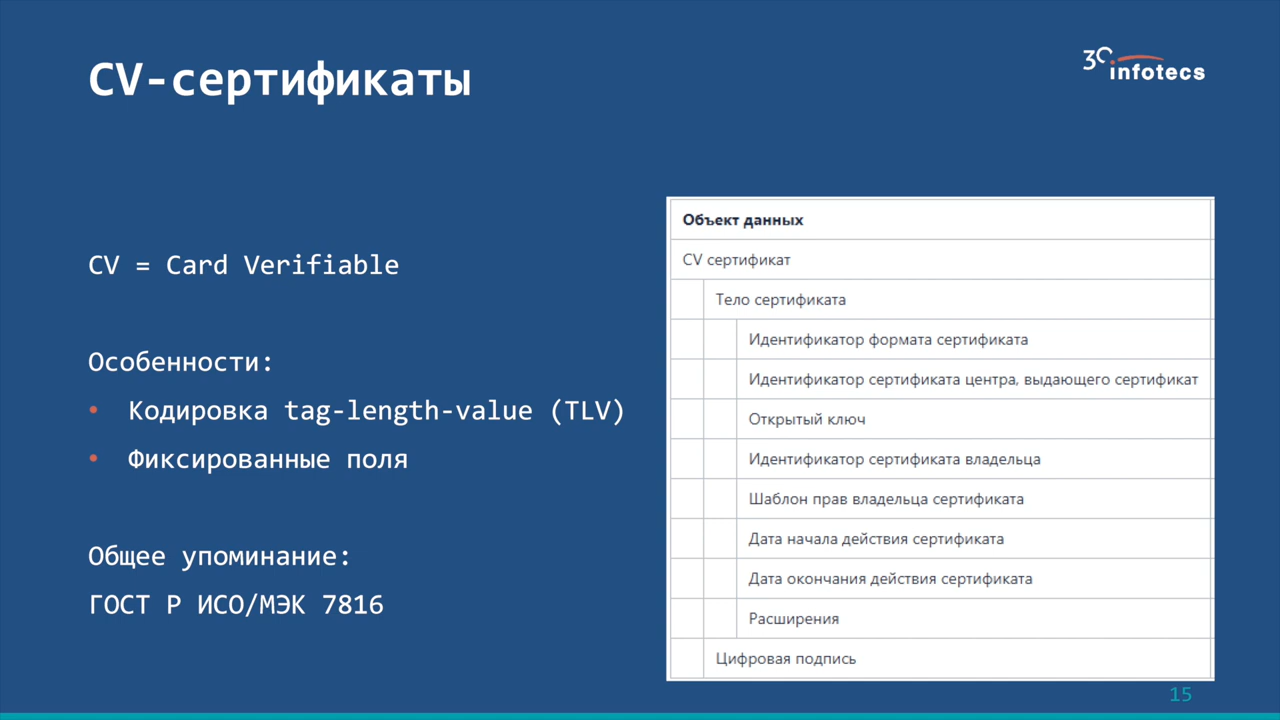 CV-сертификаты
30 infotecs
CV = Card Verifiable
Особенности:
• Кодировка tag-length-value (TLV)
• Фиксированные поля
Общее упоминание:
ГОСТ Р ИСО/МЭК 7816
Объект данных
CV сертификат
Тело сертификата
Идентификатор формата сертификата
Идентификатор сертификата центра, выдающего сертификат
Открытый ключ
Идентификатор сертификата владельца
Шаблон прав владельца сертификата
Дата начала действия сертификата
Дата окончания действия сертификата
Расширения
Цифровая подпись
15